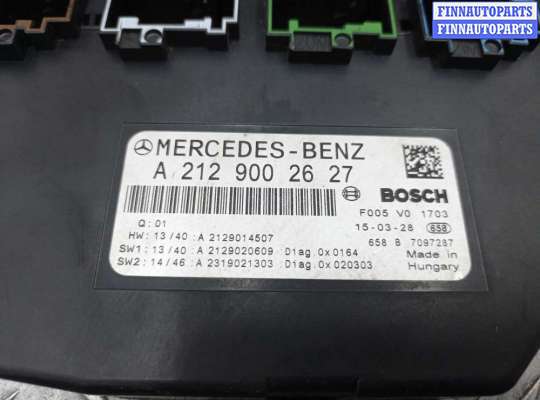 FINNAUTOPARTS
FINNAUTOPARTS
MERCEDES-BENZ
A 212 900 26 27
BOSCH
F005 V0 1703
Q: 01
15-03-28 658
HW: 13/40 :A 2129014507
658 B 7097287
SW1: 13/40 :A 2129020609 Diag 0x0164
Made in
SW2: 14/46 :A 2319021303 :Diag 0x020303
Hungary